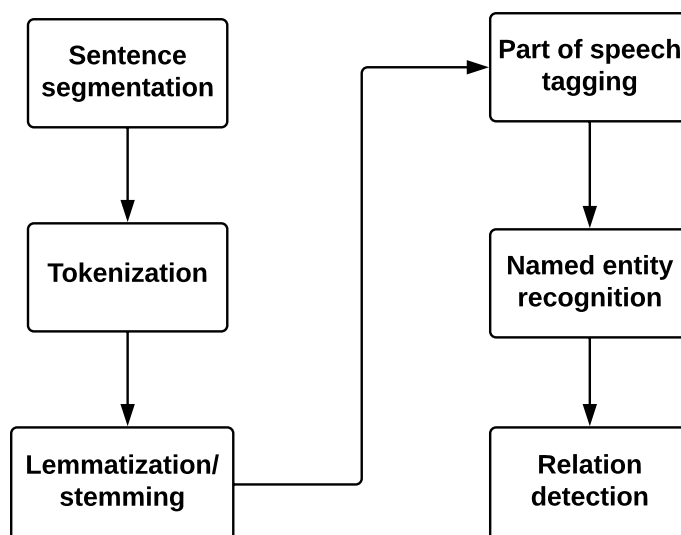 Sentence
segmentation
Tokenization
Lemmatization/
stemming
Part of speech
tagging
Named entity
recognition
Relation
detection